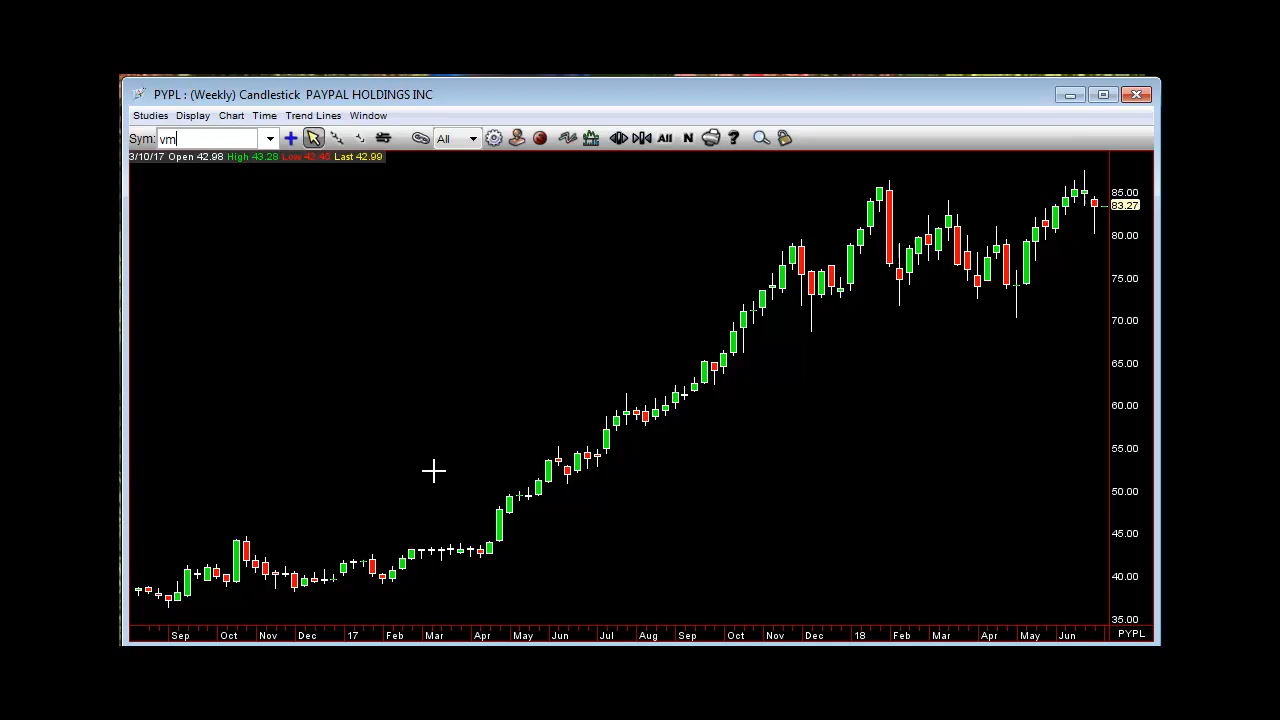 PYPL : (Weekly) Candlestick PAYPAL HOLDINGS INC
Studies Display Chart Time Trend Lines Window
Sym: vm All All N ?
3/10/17 Open 42.98 High 43.28 Low 42.45 Last 42.99
85.00
83.27
80.00
75.00
70.00
65.00
60.00
55.00
50.00
45.00
40.00
35.00
Sep Oct Nov Dec 17 Feb Mar Apr May Jun Jul Aug Sep Oct Nov Dec 18 Feb Mar Apr May Jun PYPL